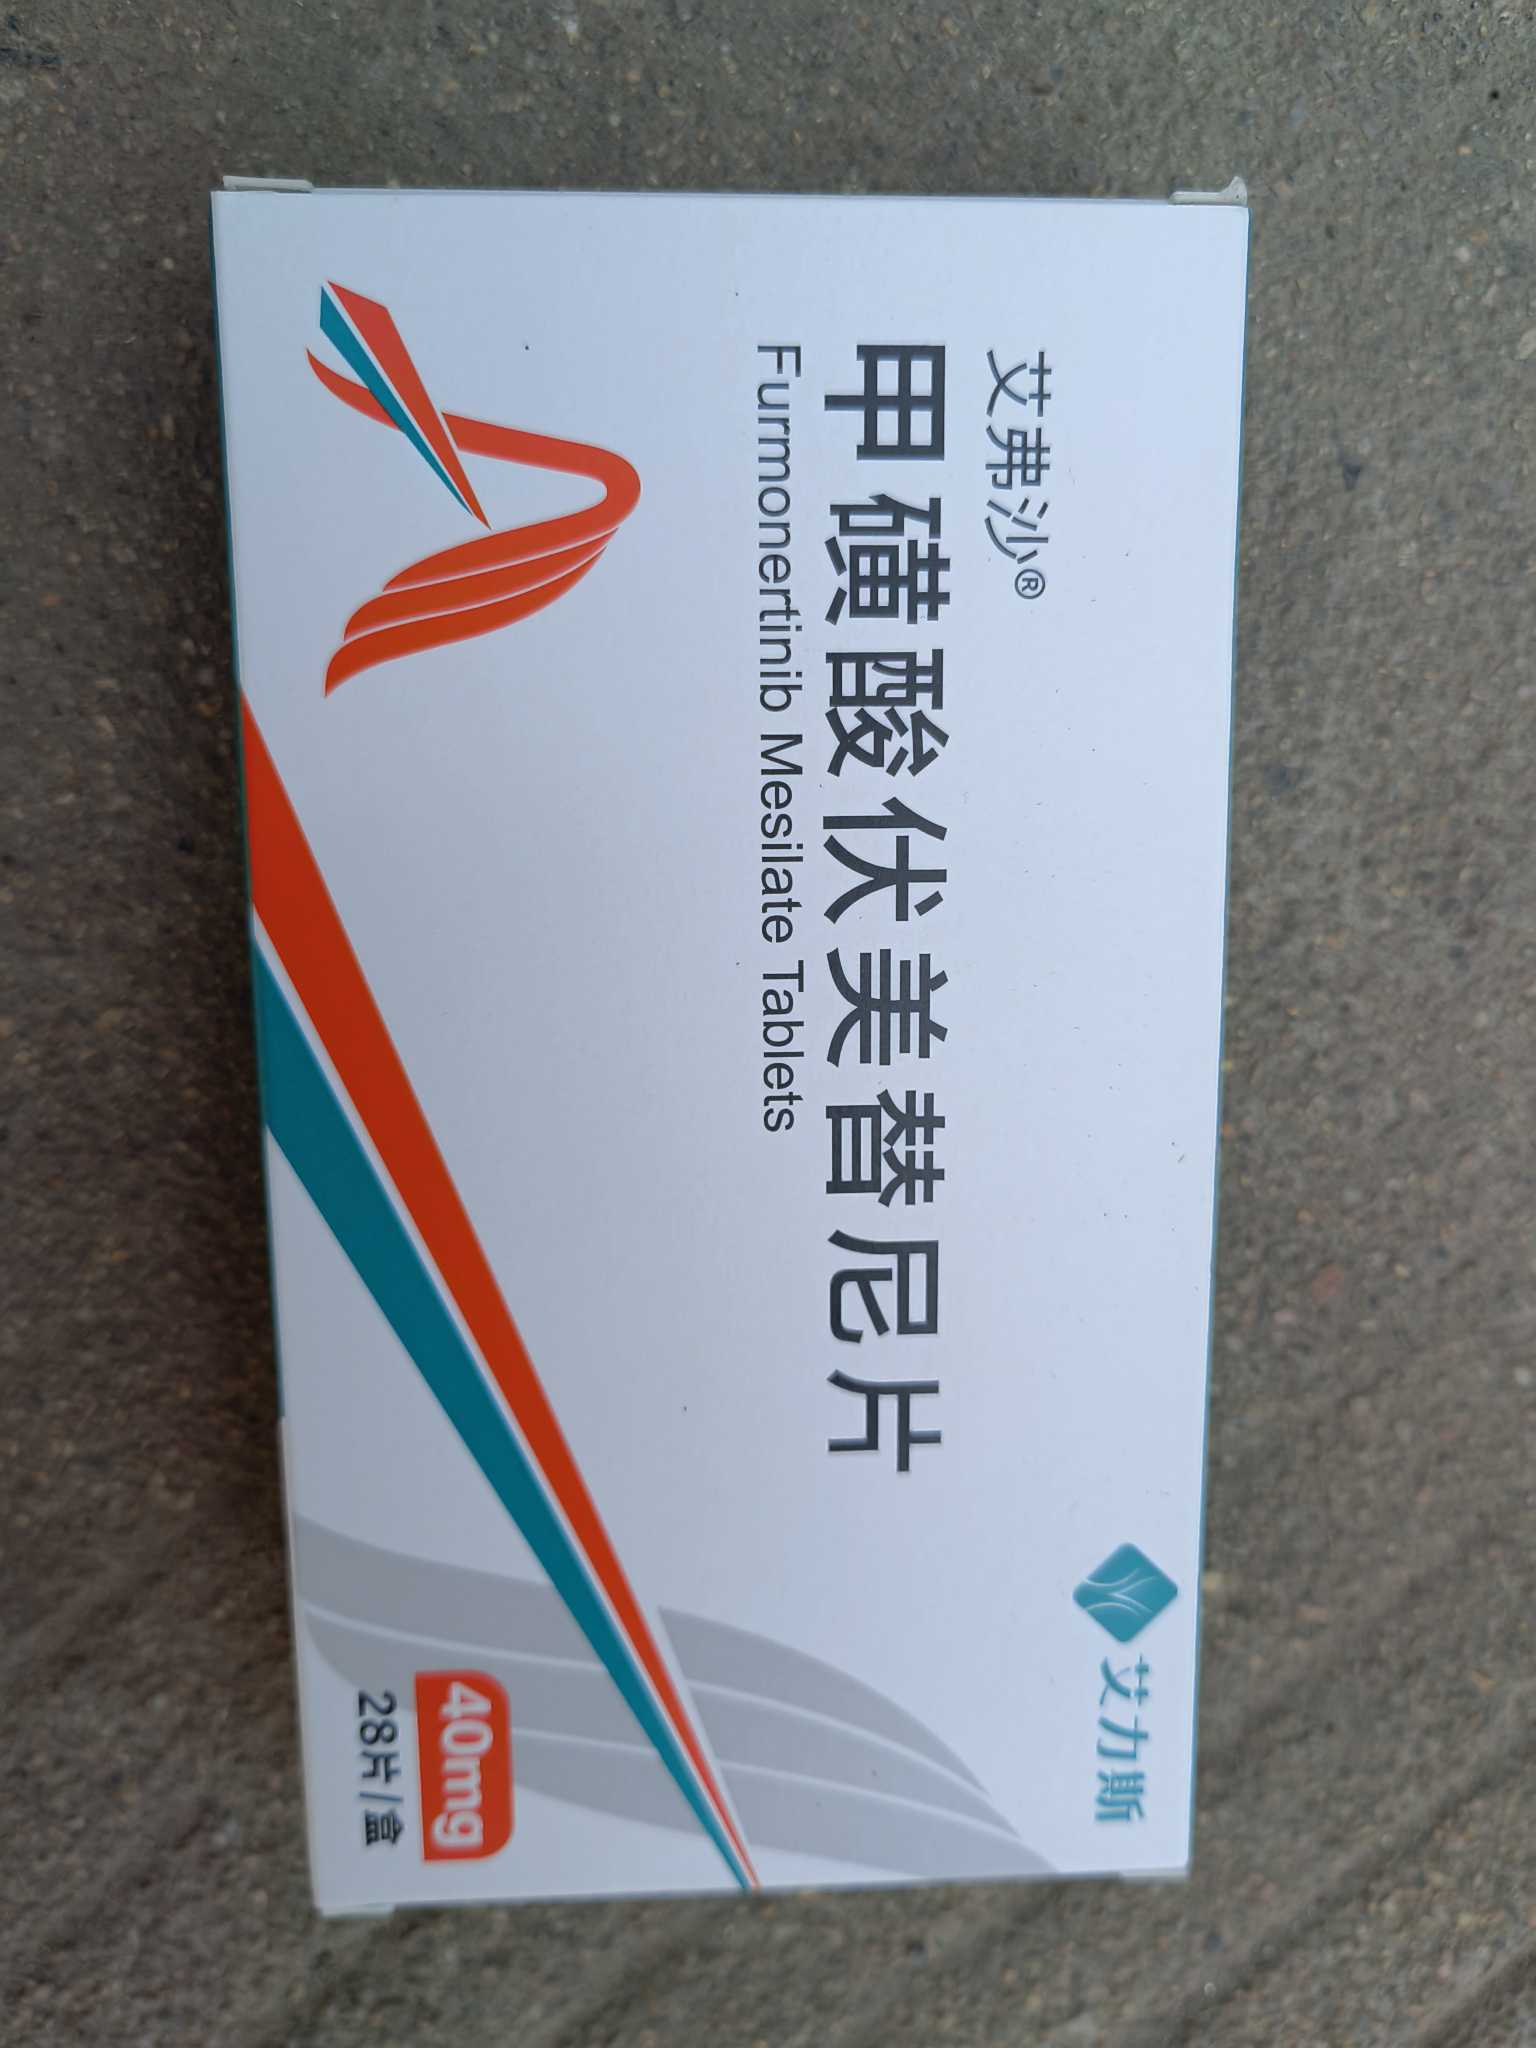 艾力斯
艾弗沙®
甲磺酸伏美替尼片
Furmonertinib Mesilate Tablets
40mg
28片/盒